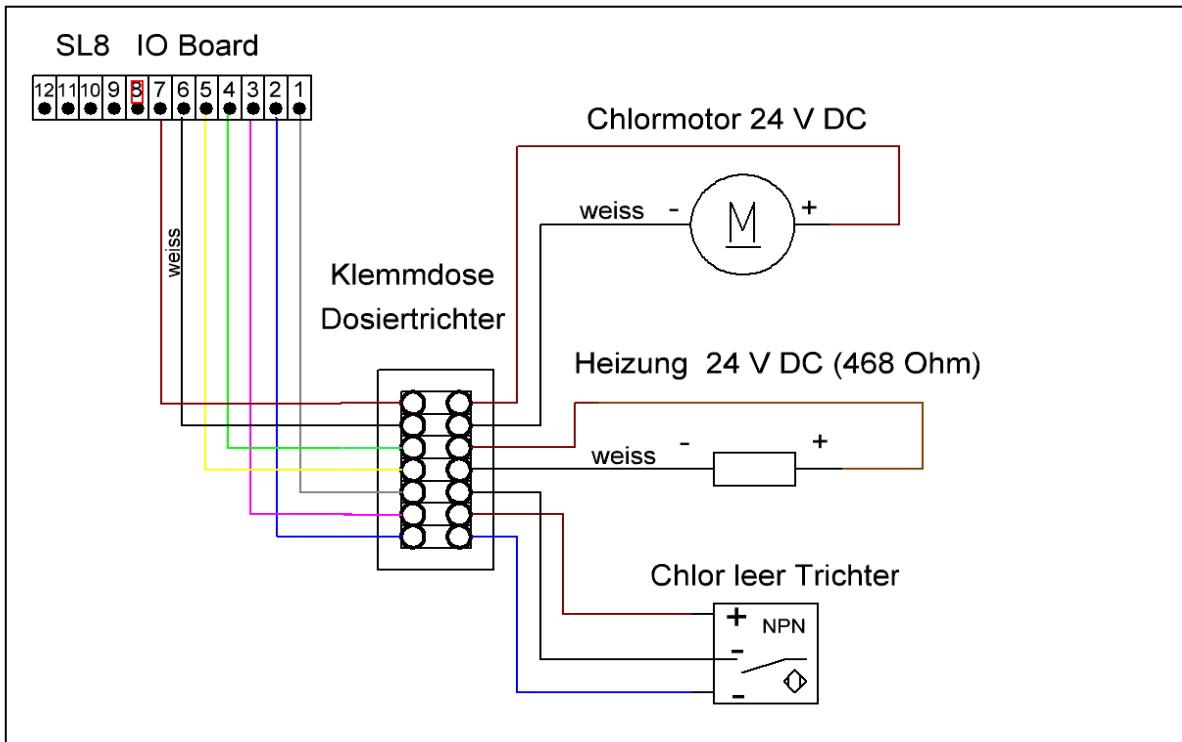 SL8 IO Board
12 11 10 9 8 7 6 5 4 3 2 1
Chlormotor 24 V DC
weiss - M +
weiss
Klemmdose
Dosiertrichter
Heizung 24 V DC (468 Ohm)
weiss - +
Chlor leer Trichter
+ NPN
-
-